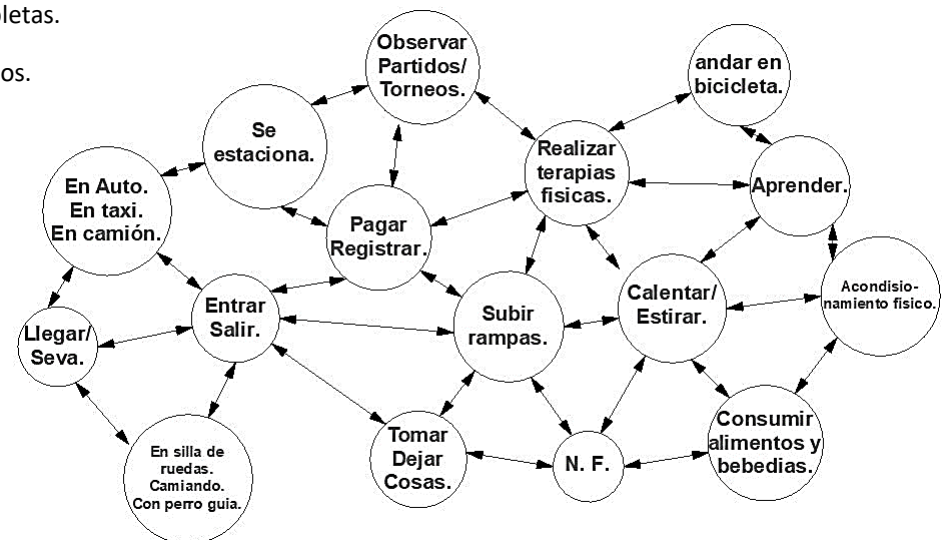 pletas.
os.
Observar
Partidos/
Torneos.
andar en
bicicleta.
Se
estaciona.
Realizar
terapias
fisicas.
En Auto.
En taxi.
En camión.
Aprender.
Pagar
Registrar.
Entrar
Salir.
Subir
rampas.
Calentar/
Estirar.
Acondisio-
namiento fisico.
Llegar/
Seva.
En silla de
ruedas.
Camiando.
Con perro guia.
Tomar
Dejar
Cosas.
N. F.
Consumir
alimentos y
bebedias.